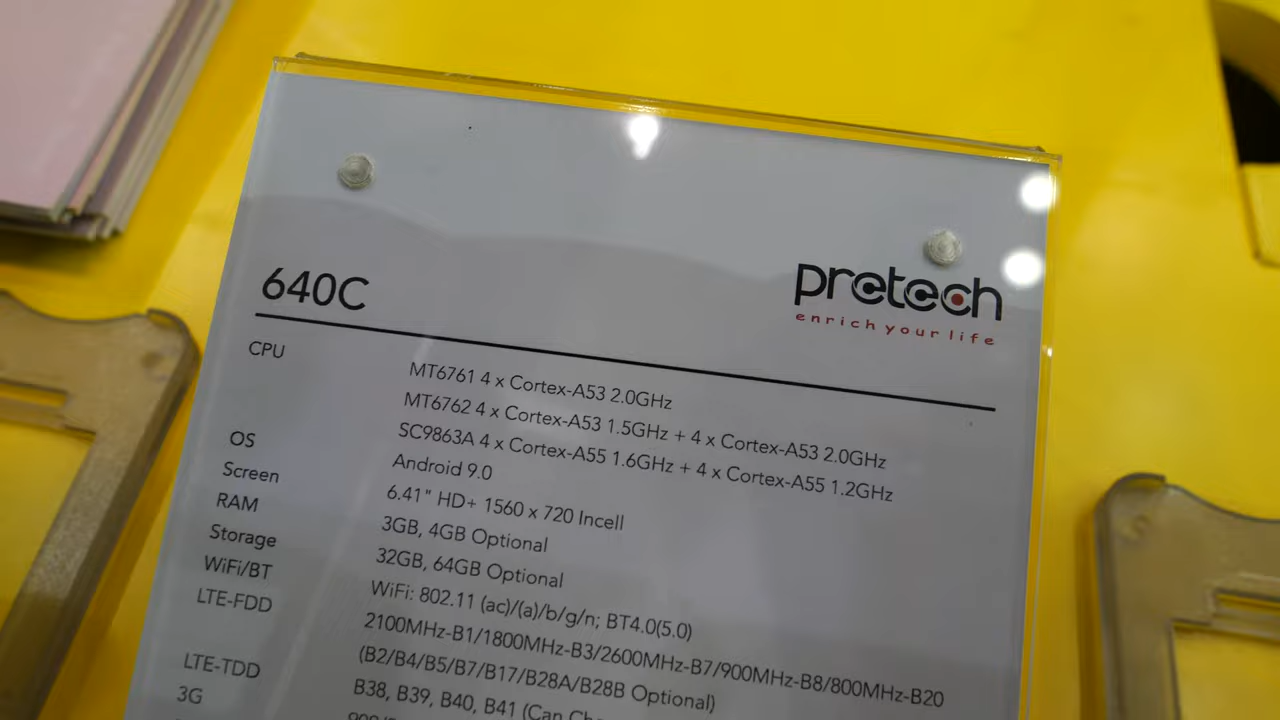 640C
pretech
enrich your life
CPU
MT6761 4 x Cortex-A53 2.0GHz
MT6762 4 x Cortex-A53 1.5GHz + 4 x Cortex-A53 2.0GHz
SC9863A 4 x Cortex-A55 1.6GHz + 4 x Cortex-A55 1.2GHz
OS Android 9.0
Screen 6.41" HD+ 1560 x 720 Incell
RAM 3GB, 4GB Optional
Storage 32GB, 64GB Optional
WiFi/BT WiFi: 802.11 (ac)/(a)/b/g/n; BT4.0(5.0)
LTE-FDD 2100MHz-B1/1800MHz-B3/2600MHz-B7/900MHz-B8/800MHz-B20
(B2/B4/B5/B7/B17/B28A/B28B Optional)
LTE-TDD B38, B39, B40, B41 (Can
3G